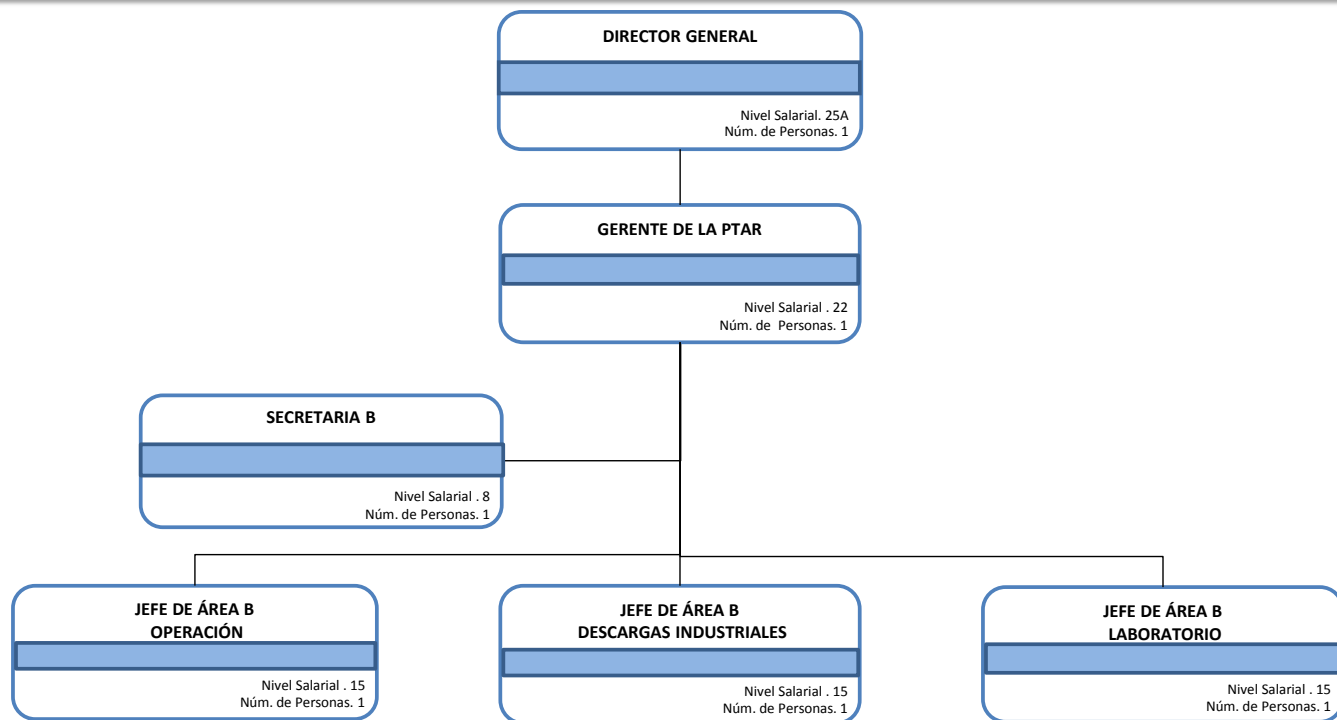 DIRECTOR GENERAL
Nivel Salarial. 25A
Núm. de Personas. 1
GERENTE DE LA PTAR
Nivel Salarial . 22
Núm. de  Personas. 1
SECRETARIA B
Nivel Salarial . 8
Núm. de Personas. 1
JEFE DE ÁREA B
OPERACIÓN
Nivel Salarial . 15
Núm. de Personas. 1
JEFE DE ÁREA B
DESCARGAS INDUSTRIALES
Nivel Salarial . 15
Núm. de Personas. 1
JEFE DE ÁREA B
LABORATORIO
Nivel Salarial . 15
Núm. de Personas. 1